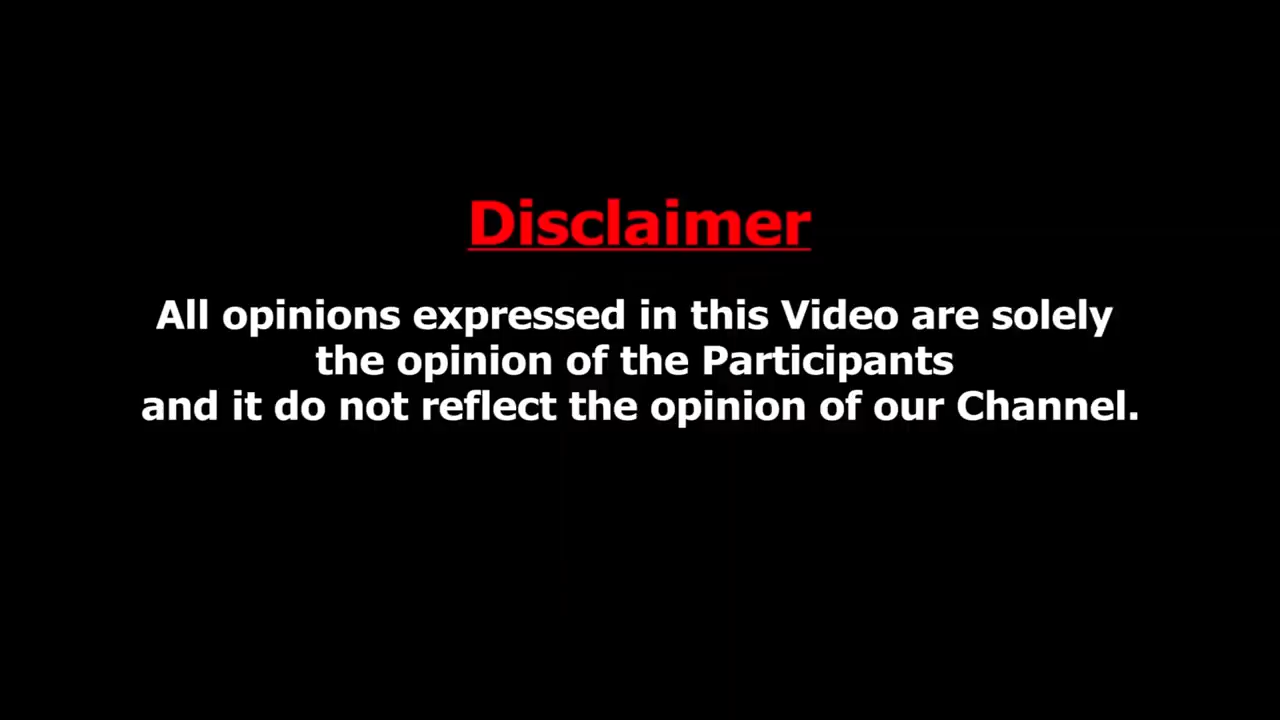 Disclaimer
All opinions expressed in this Video are solely
the opinion of the Participants
and it do not reflect the opinion of our Channel.